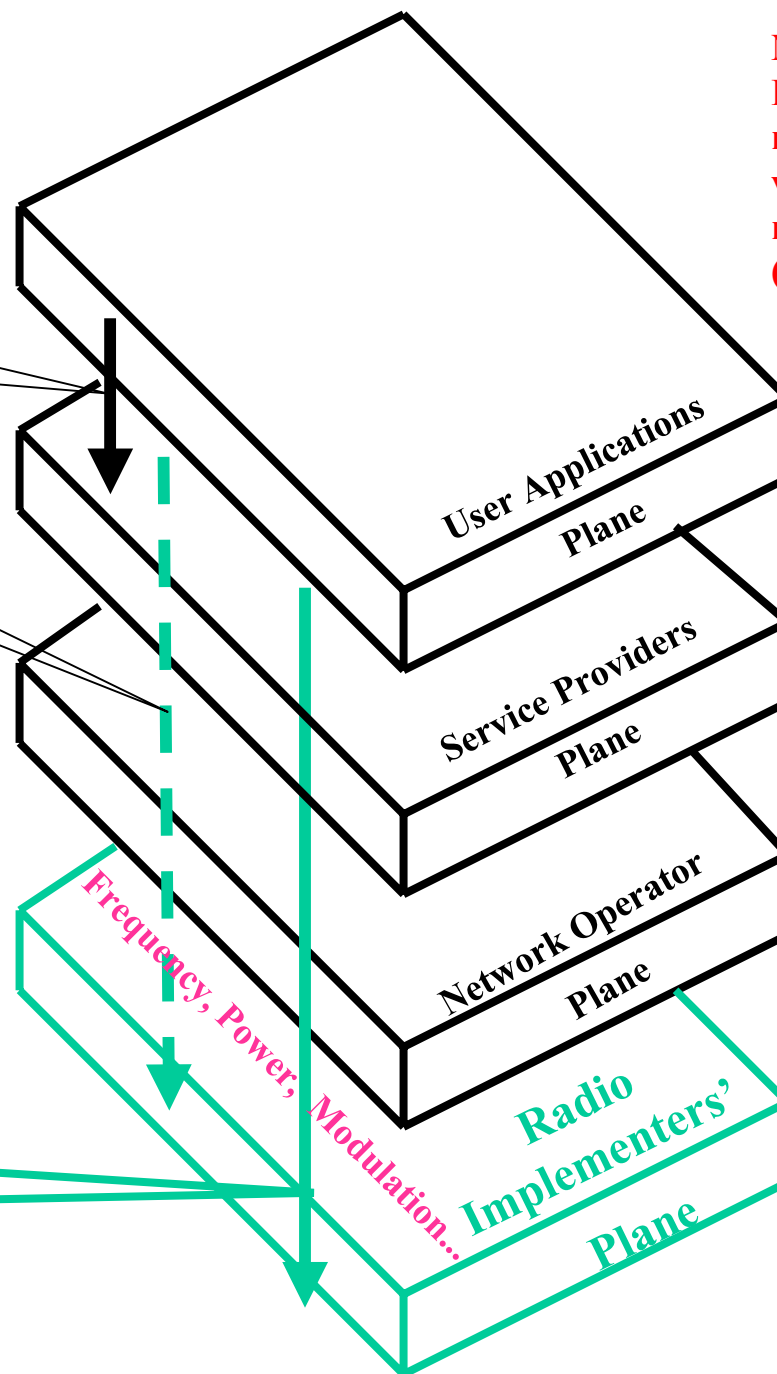 User Applications
Plane
Service Providers
Plane
Network Operator
Plane
Frequency, Power, Modulation...
Radio
Implementers’
Plane